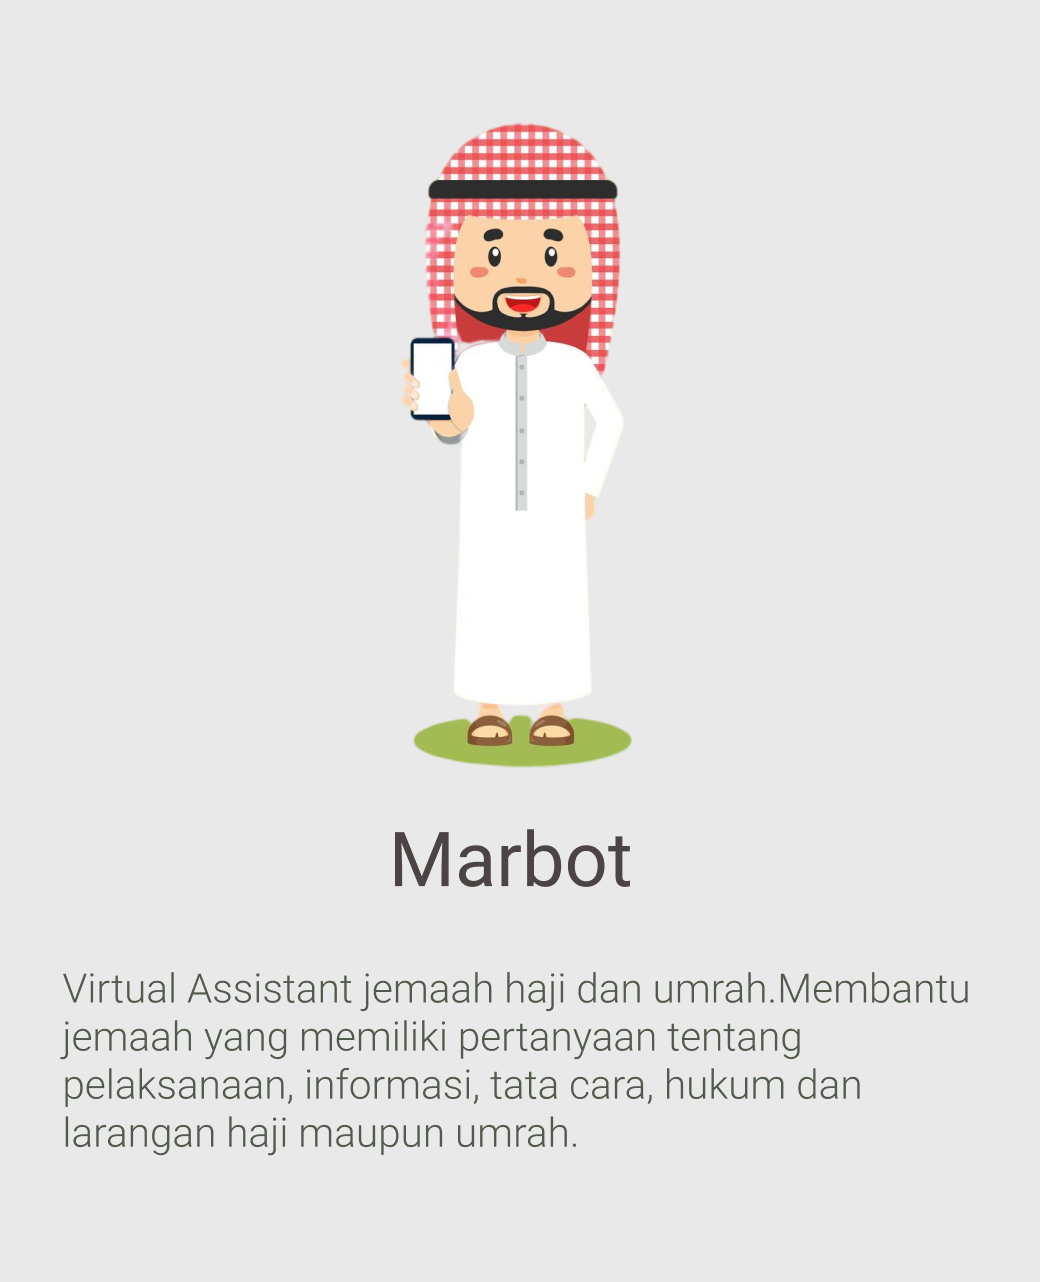 Marbot
Virtual Assistant jemaah haji dan umrah.Membantu
jemaah yang memiliki pertanyaan tentang
pelaksanaan, informasi, tata cara, hukum dan
larangan haji maupun umrah.